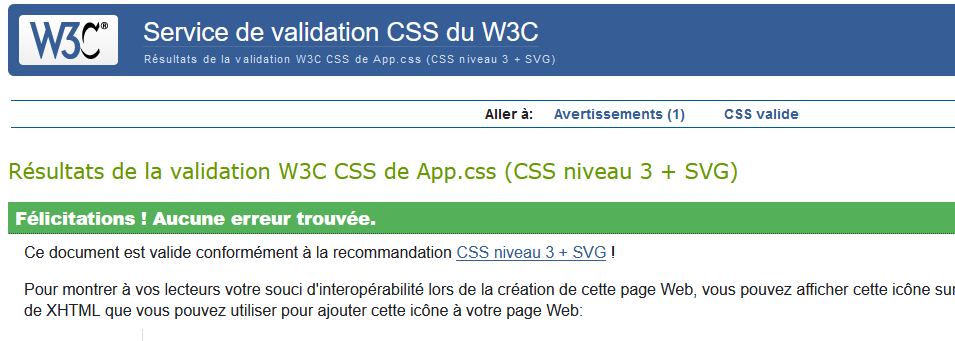 W3C®
Service de validation CSS du W3C
Résultats de la validation W3C CSS de App.css (CSS niveau 3 + SVG)
Aller à: Avertissements (1) CSS valide
Résultats de la validation W3C CSS de App.css (CSS niveau 3 + SVG)
Félicitations ! Aucune erreur trouvée.
Ce document est valide conformément à la recommandation CSS niveau 3 + SVG !
Pour montrer à vos lecteurs votre souci d'interopérabilité lors de la création de cette page Web, vous pouvez afficher cette icône sur
de XHTML que vous pouvez utiliser pour ajouter cette icône à votre page Web: